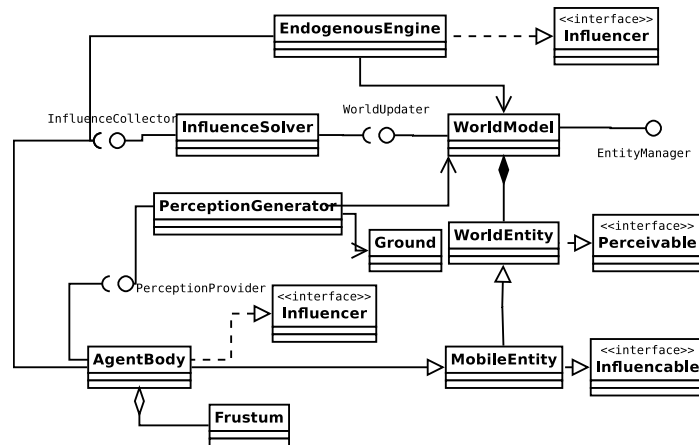 EndogenousEngine
<<interface>>
Influencer
InfluenceCollector
InfluenceSolver
WorldUpdater
WorldModel
EntityManager
PerceptionGenerator
Ground
WorldEntity
<<interface>>
Perceivable
PerceptionProvider
<<interface>>
Influencer
AgentBody
MobileEntity
<<interface>>
Influencable
Frustum